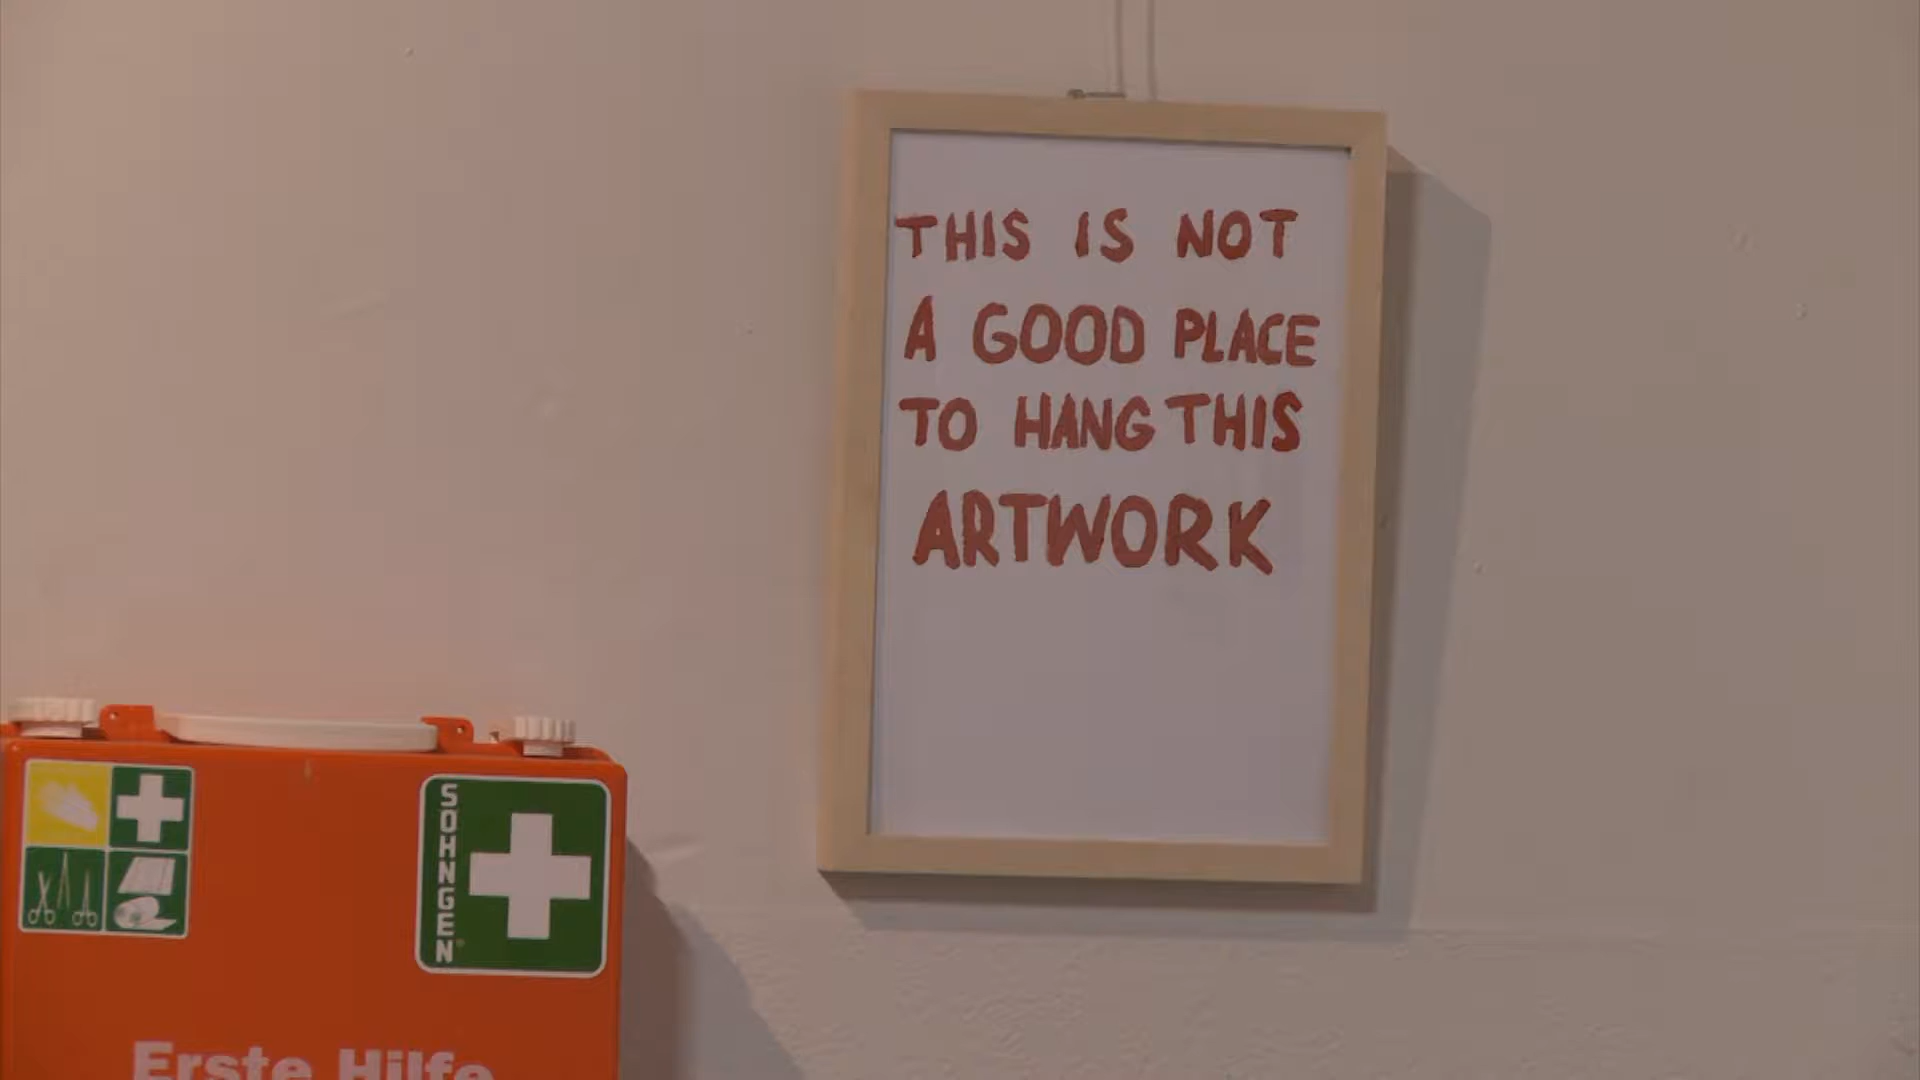 THIS IS NOT
A GOOD PLACE
TO HANG THIS
ARTWORK
SÖHNGEN
Erste Hilfe